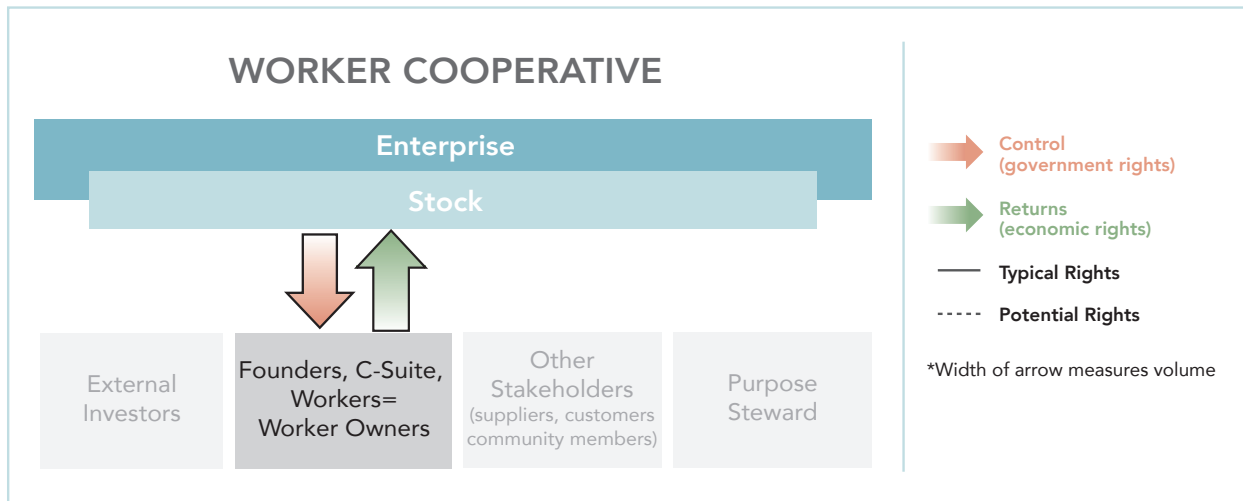 WORKER COOPERATIVE
Enterprise
Stock
External
Investors
Founders, C-Suite,
Workers=
Worker Owners
Other
Stakeholders
(suppliers, customers
community members)
Purpose
Steward
Control
(government rights)
Returns
(economic rights)
Typical Rights
Potential Rights
*Width of arrow measures volume